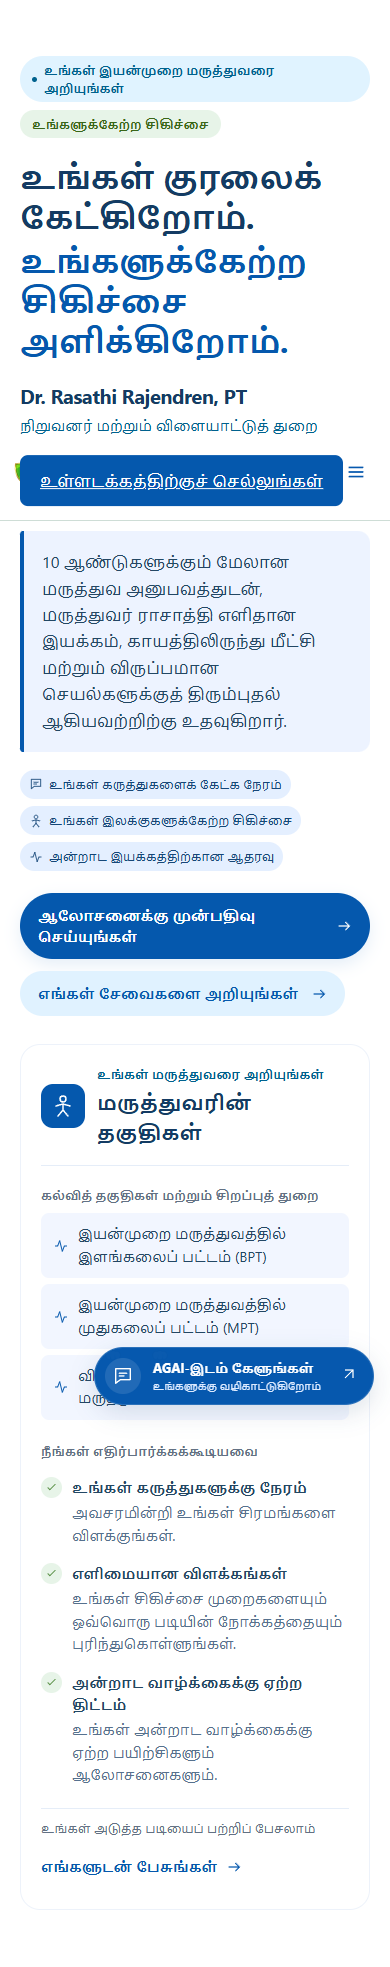 உங்கள் இயன்முறை மருத்துவரை
அறியுங்கள்
உங்களுக்கேற்ற சிகிச்சை
உங்கள் குரலைக்
கேட்கிறோம்.
உங்களுக்கேற்ற
சிகிச்சை
அளிக்கிறோம்.
Dr. Rasathi Rajendren, PT
நிறுவனர் மற்றும் விளையாட்டுத் துறை
உள்ளடக்கத்திற்குச் செல்லுங்கள்
10 ஆண்டுகளுக்கும் மேலான
மருத்துவ அனுபவத்துடன்,
மருத்துவர் ராசாத்தி எளிதான
இயக்கம், காயத்திலிருந்து மீட்சி
மற்றும் விருப்பமான
செயல்களுக்குத் திரும்புதல்
ஆகியவற்றிற்கு உதவுகிறார்.
உங்கள் கருத்துகளைக் கேட்க நேரம்
உங்கள் இலக்குகளுக்கேற்ற சிகிச்சை
அன்றாட இயக்கத்திற்கான ஆதரவு
ஆலோசனைக்கு முன்பதிவு
செய்யுங்கள்
எங்கள் சேவைகளை அறியுங்கள்
உங்கள் மருத்துவரை அறியுங்கள்
மருத்துவரின்
தகுதிகள்
கல்வித் தகுதிகள் மற்றும் சிறப்புத் துறை
இயன்முறை மருத்துவத்தில்
இளங்கலைப் பட்டம் (BPT)
இயன்முறை மருத்துவத்தில்
முதுகலைப் பட்டம் (MPT)
AGAI-இடம் கேளுங்கள்
உங்களுக்கு வழிகாட்டுகிறோம்
நீங்கள் எதிர்பார்க்கக்கூடியவை
உங்கள் கருத்துகளுக்கு நேரம்
அவசரமின்றி உங்கள் சிரமங்களை
விளக்குங்கள்.
எளிமையான விளக்கங்கள்
உங்கள் சிகிச்சை முறைகளையும்
ஒவ்வொரு படியின் நோக்கத்தையும்
புரிந்துகொள்ளுங்கள்.
அன்றாட வாழ்க்கைக்கு ஏற்ற
திட்டம்
உங்கள் அன்றாட வாழ்க்கைக்கு
ஏற்ற பயிற்சிகளும்
ஆலோசனைகளும்.
உங்கள் அடுத்த படியைப் பற்றிப் பேசலாம்
எங்களுடன் பேசுங்கள்